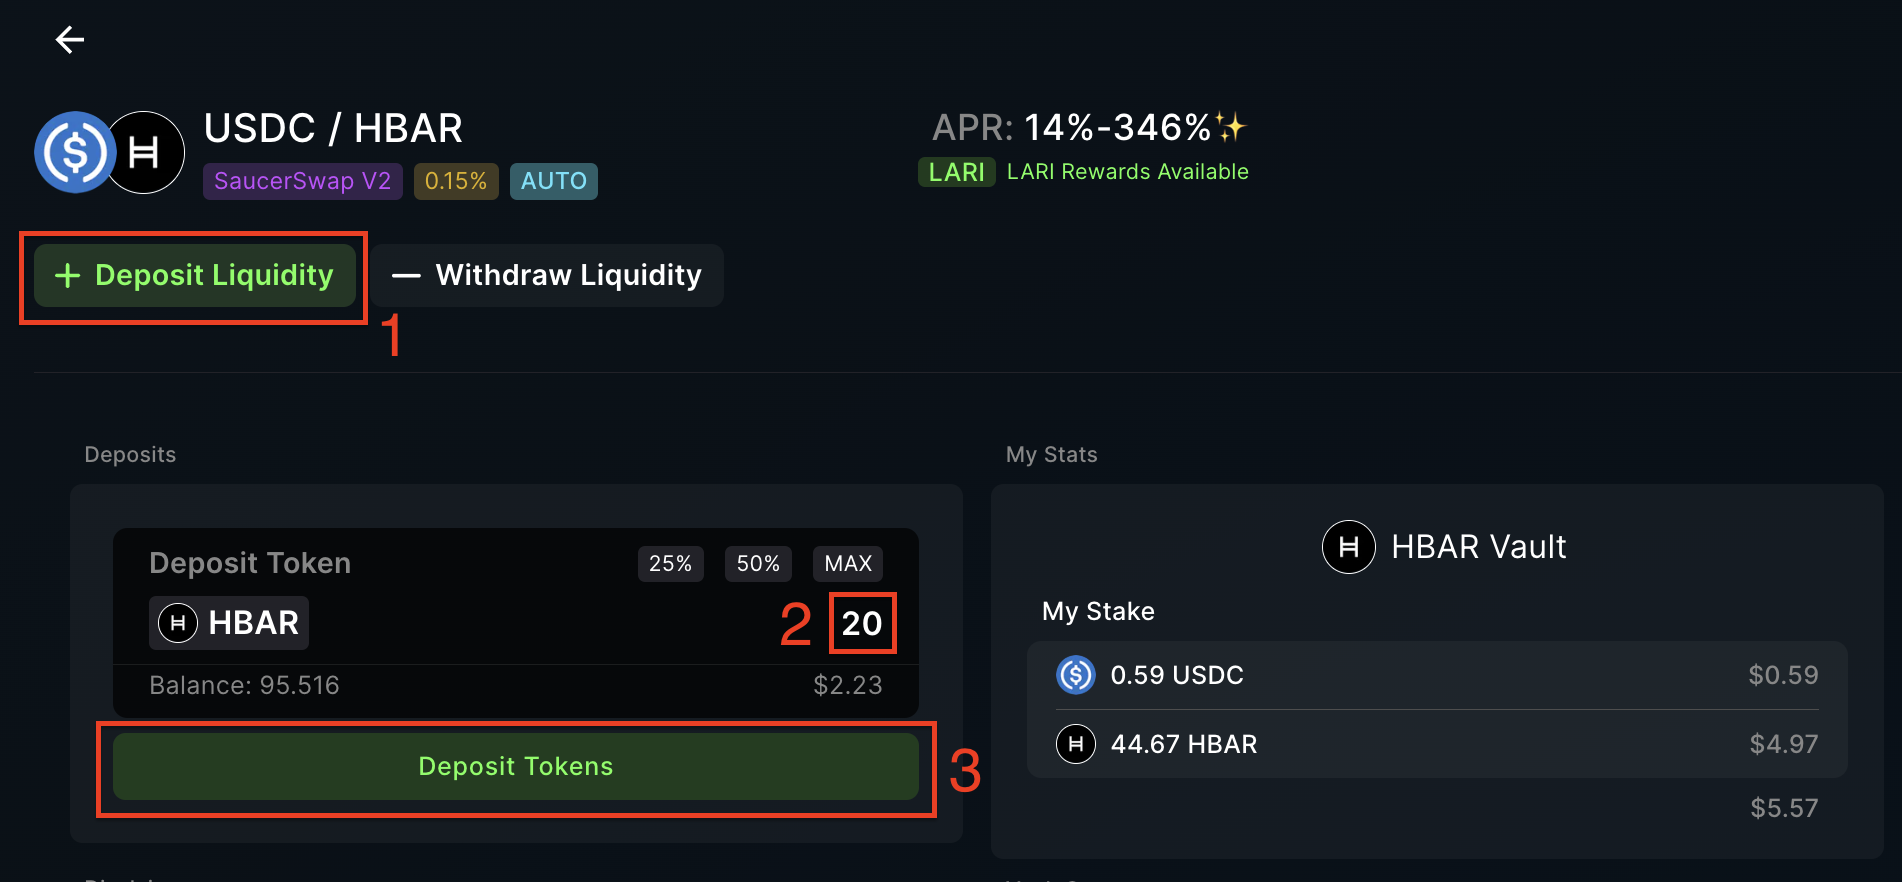 USDC / HBAR
SaucerSwap V2 0.15% AUTO
APR: 14%-346%✨
LARI LARI Rewards Available
+ Deposit Liquidity
— Withdraw Liquidity
1
Deposits
Deposit Token 25% 50% MAX
HBAR 2 20
Balance: 95.516 $2.23
Deposit Tokens 3
My Stats
HBAR Vault
My Stake
0.59 USDC $0.59
44.67 HBAR $4.97
$5.57